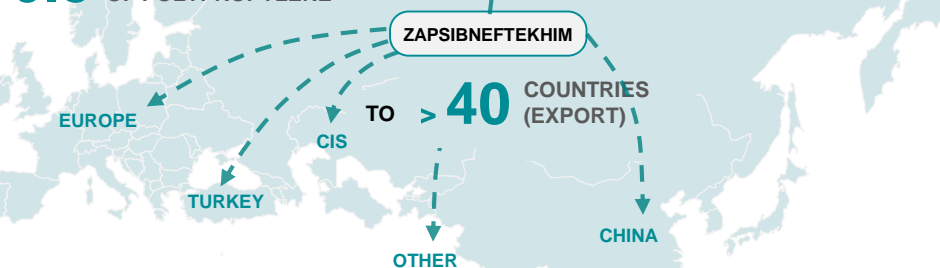 ZAPSIBNEFTEKHIM
TO > 40 COUNTRIES
(EXPORT)
EUROPE
CIS
TURKEY
CHINA
OTHER